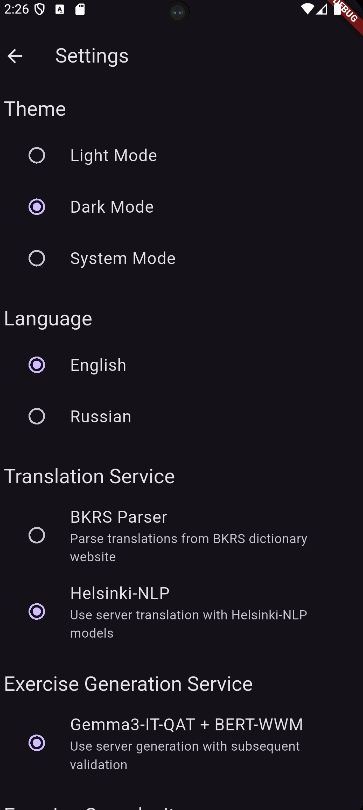 2:26
DEBUG
Settings
Theme
Light Mode
Dark Mode
System Mode
Language
English
Russian
Translation Service
BKRS Parser
Parse translations from BKRS dictionary
website
Helsinki-NLP
Use server translation with Helsinki-NLP
models
Exercise Generation Service
Gemma3-IT-QAT + BERT-WWM
Use server generation with subsequent
validation